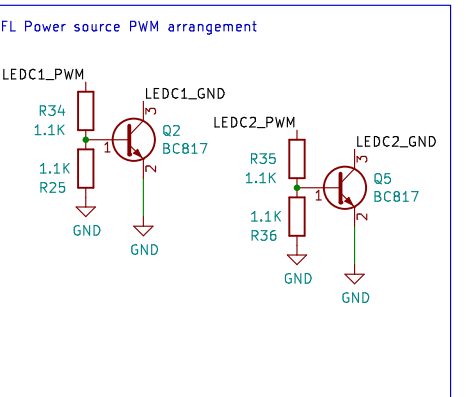 FL Power source PWM arrangement
LEDC1_PWM
LEDC1_GND
R34
1.1K
3
Q2
BC817
1
2
1.1K
R25
GND
GND
LEDC2_PWM
LEDC2_GND
R35
1.1K
3
Q5
BC817
1
2
1.1K
R36
GND
GND